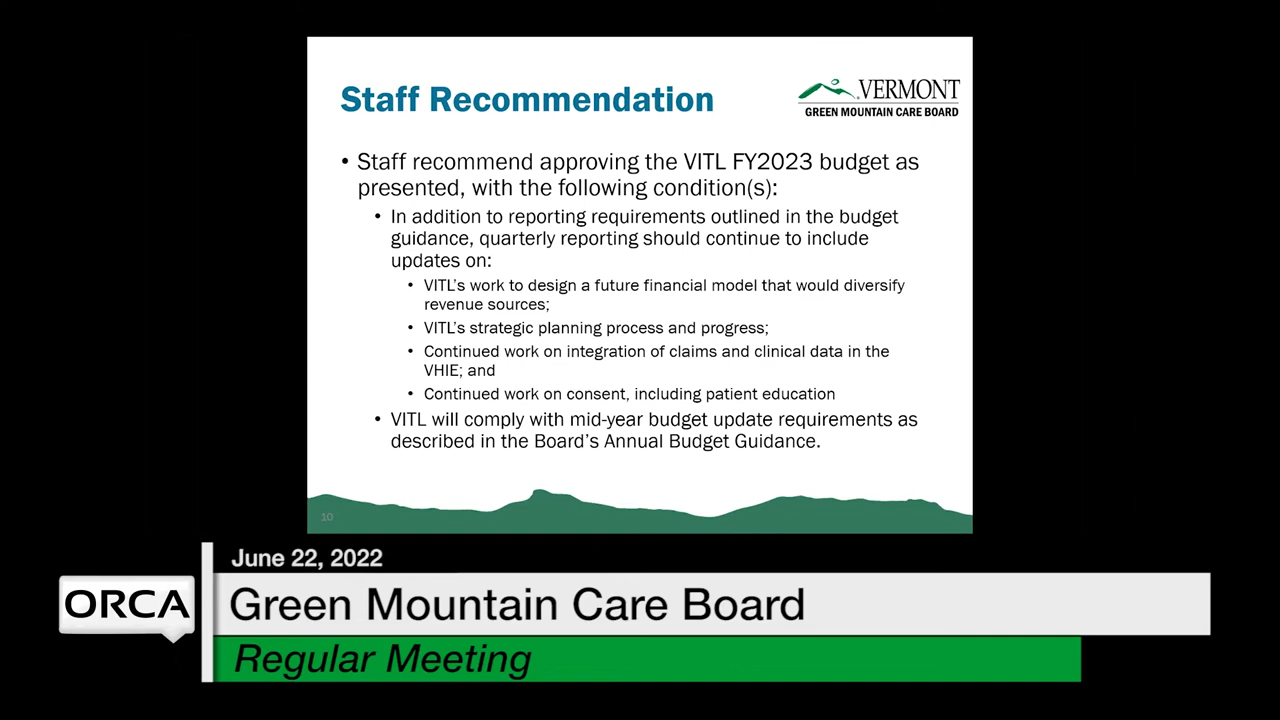 Staff Recommendation
VERMONT
GREEN MOUNTAIN CARE BOARD
• Staff recommend approving the VITL FY2023 budget as
presented, with the following condition(s):
• In addition to reporting requirements outlined in the budget
guidance, quarterly reporting should continue to include
updates on:
• VITL's work to design a future financial model that would diversify
revenue sources;
• VITL's strategic planning process and progress;
• Continued work on integration of claims and clinical data in the
VHIE; and
• Continued work on consent, including patient education
• VITL will comply with mid-year budget update requirements as
described in the Board's Annual Budget Guidance.
10
June 22, 2022
ORCA
Green Mountain Care Board
Regular Meeting